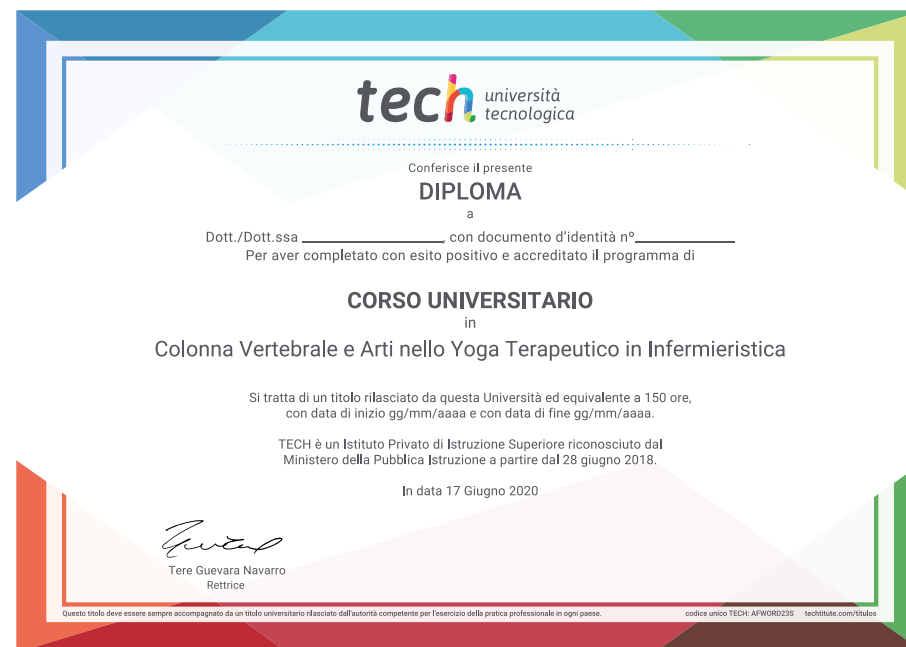 tech università
tecnologica
Conferisce il presente
DIPLOMA
a
Dott./Dott.ssa ____________________, con documento d'identità nº______________
Per aver completato con esito positivo e accreditato il programma di
CORSO UNIVERSITARIO
in
Colonna Vertebrale e Arti nello Yoga Terapeutico in Infermieristica
Si tratta di un titolo rilasciato da questa Università ed equivalente a 150 ore,
con data di inizio gg/mm/aaaa e con data di fine gg/mm/aaaa.
TECH è un Istituto Privato di Istruzione Superiore riconosciuto dal
Ministero della Pubblica Istruzione a partire dal 28 giugno 2018.
In data 17 Giugno 2020
Tere Guevara Navarro
Rettrice
Questo titolo deve essere sempre accompagnato da un titolo universitario rilasciato dall'autorità competente per l'esercizio della pratica professionale in ogni paese. codice unico TECH: AFWORD23S techtitute.com/titulos